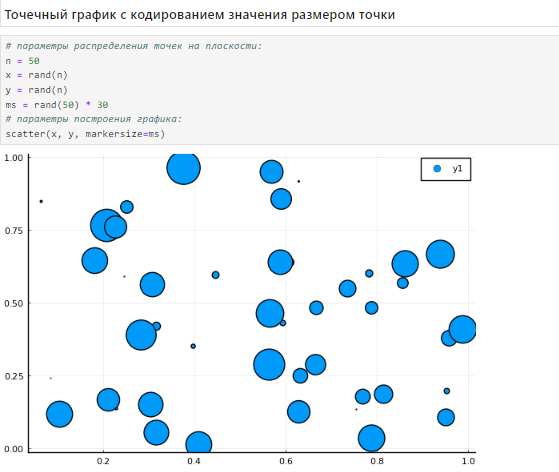 Точечный график с кодированием значения размером точки
# параметры распределения точек на плоскости:
n = 50
x = rand(n)
y = rand(n)
ms = rand(50) * 30
# параметры построения графика:
scatter(x, y, markersize=ms)
1.00
y1
0.75
0.50
0.25
0.00
0.2 0.4 0.6 0.8 1.0